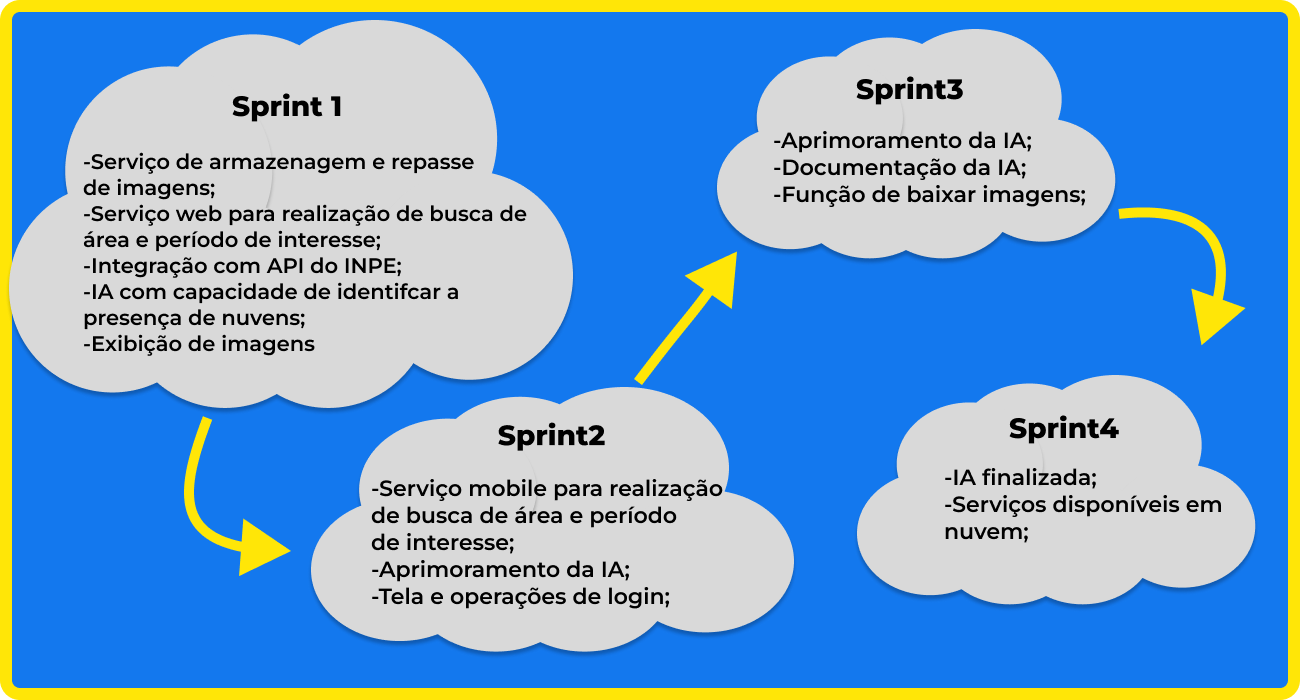 Sprint 1
-Serviço de armazenagem e repasse
de imagens;
-Serviço web para realização de busca de
área e período de interesse;
-Integração com API do INPE;
-IA com capacidade de identifcar a
presença de nuvens;
-Exibição de imagens
Sprint2
-Serviço mobile para realização
de busca de área e período
de interesse;
-Aprimoramento da IA;
-Tela e operações de login;
Sprint3
-Aprimoramento da IA;
-Documentação da IA;
-Função de baixar imagens;
Sprint4
-IA finalizada;
-Serviços disponíveis em
nuvem;